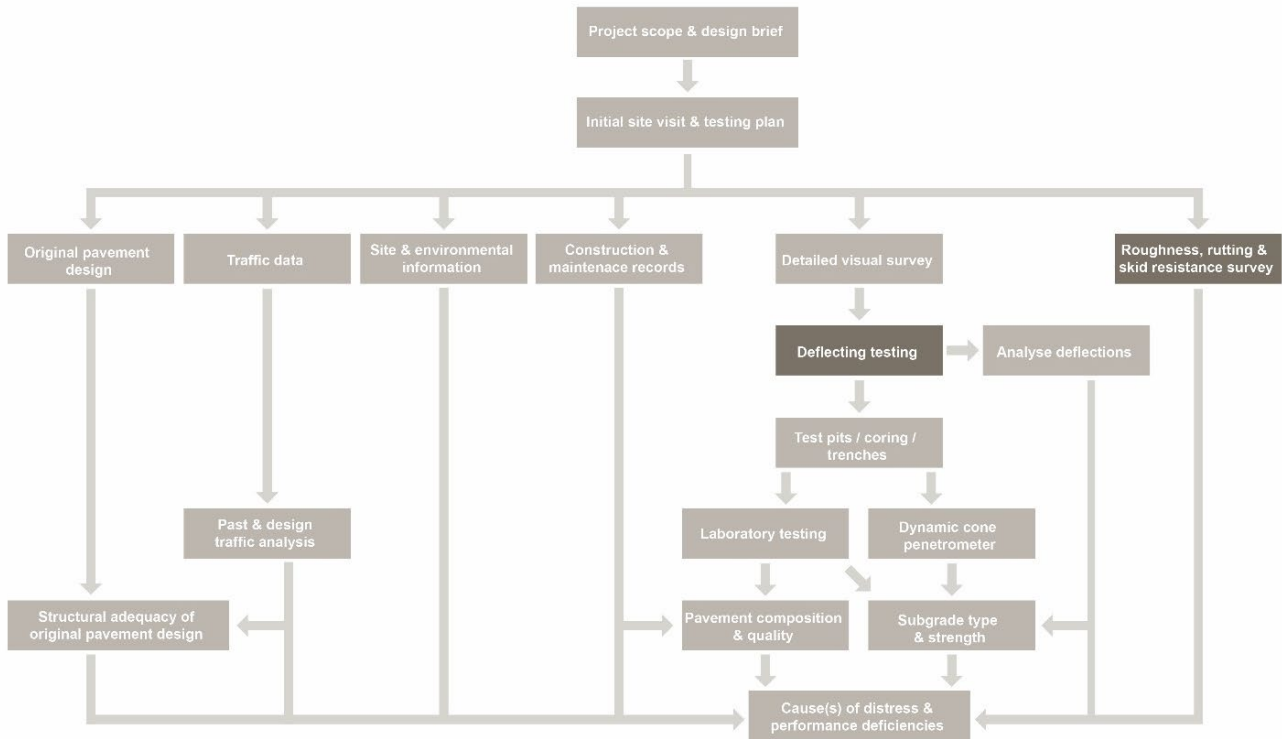 Project scope & design brief
Initial site visit & testing plan
Original pavement
design
Traffic data
Site & environmental
information
Construction &
maintenace records
Detailed visual survey
Roughness, rutting &
skid resistance survey
Deflecting testing
Analyse deflections
Test pits / coring /
trenches
Past & design
traffic analysis
Laboratory testing
Dynamic cone
penetrometer
Structural adequacy of
original pavement design
Pavement composition
& quality
Subgrade type
& strength
Cause(s) of distress &
performance deficiencies